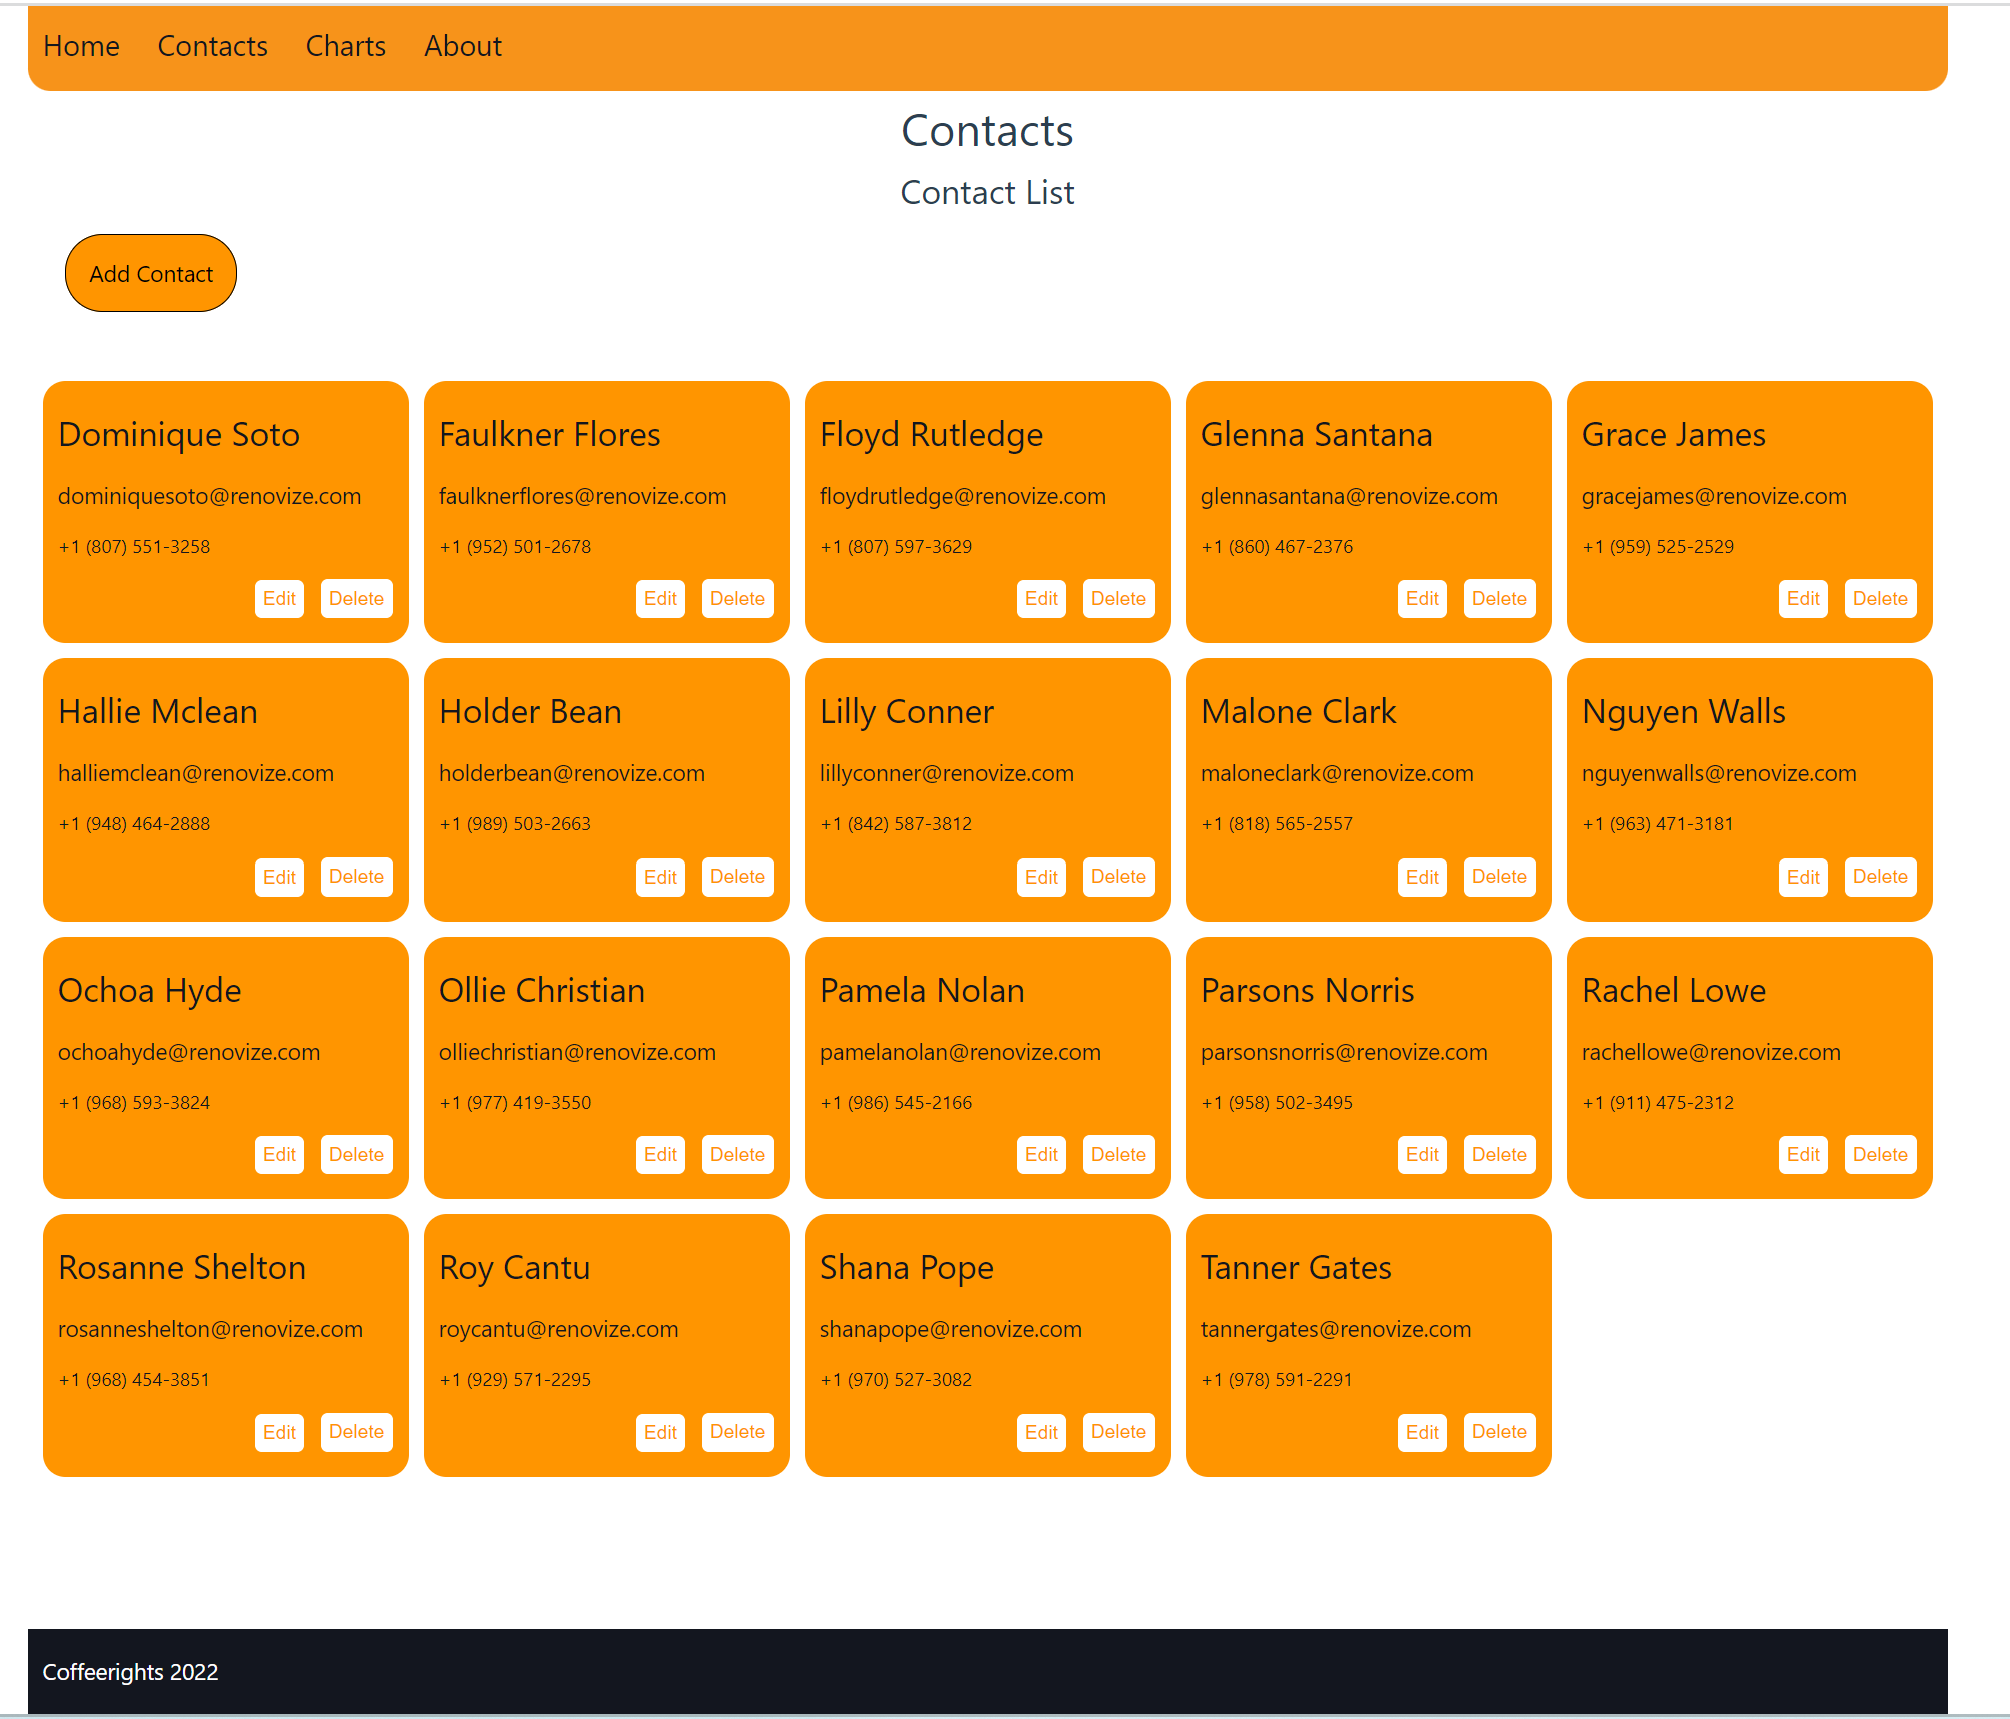 Home Contacts Charts About
Contacts
Contact List
Add Contact
Dominique Soto
dominiquesoto@renovize.com
+1 (807) 551-3258
Edit Delete
Faulkner Flores
faulknerflores@renovize.com
+1 (952) 501-2678
Edit Delete
Floyd Rutledge
floydrutledge@renovize.com
+1 (807) 597-3629
Edit Delete
Glenna Santana
glennasantana@renovize.com
+1 (860) 467-2376
Edit Delete
Grace James
gracejames@renovize.com
+1 (959) 525-2529
Edit Delete
Hallie Mclean
halliemclean@renovize.com
+1 (948) 464-2888
Edit Delete
Holder Bean
holderbean@renovize.com
+1 (989) 503-2663
Edit Delete
Lilly Conner
lillyconner@renovize.com
+1 (842) 587-3812
Edit Delete
Malone Clark
maloneclark@renovize.com
+1 (818) 565-2557
Edit Delete
Nguyen Walls
nguyenwalls@renovize.com
+1 (963) 471-3181
Edit Delete
Ochoa Hyde
ochoahyde@renovize.com
+1 (968) 593-3824
Edit Delete
Ollie Christian
olliechristian@renovize.com
+1 (977) 419-3550
Edit Delete
Pamela Nolan
pamelanolan@renovize.com
+1 (986) 545-2166
Edit Delete
Parsons Norris
parsonsnorris@renovize.com
+1 (958) 502-3495
Edit Delete
Rachel Lowe
rachellowe@renovize.com
+1 (911) 475-2312
Edit Delete
Rosanne Shelton
rosanneshelton@renovize.com
+1 (968) 454-3851
Edit Delete
Roy Cantu
roycantu@renovize.com
+1 (929) 571-2295
Edit Delete
Shana Pope
shanapope@renovize.com
+1 (970) 527-3082
Edit Delete
Tanner Gates
tannergates@renovize.com
+1 (978) 591-2291
Edit Delete
Coffeerights 2022